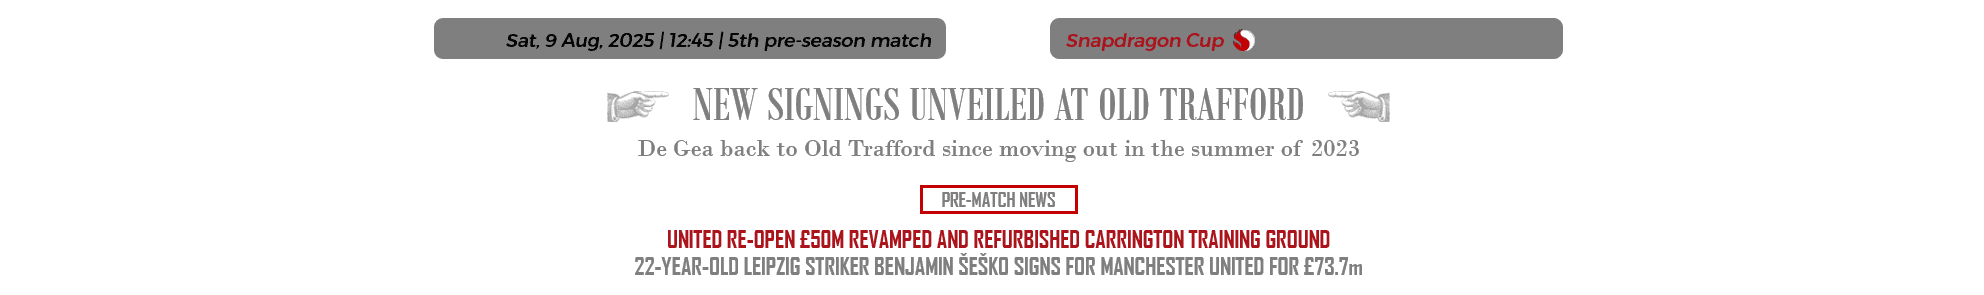 Sat, 9 Aug, 2025 | 12:45 | 5th pre-season match
Snapdragon Cup
NEW SIGNINGS UNVEILED AT OLD TRAFFORD
De Gea back to Old Trafford since moving out in the summer of 2023
PRE-MATCH NEWS
UNITED RE-OPEN £50M REVAMPED AND REFURBISHED CARRINGTON TRAINING GROUND
22-YEAR-OLD LEIPZIG STRIKER BENJAMIN ŠEŠKO SIGNS FOR MANCHESTER UNITED FOR £73.7m